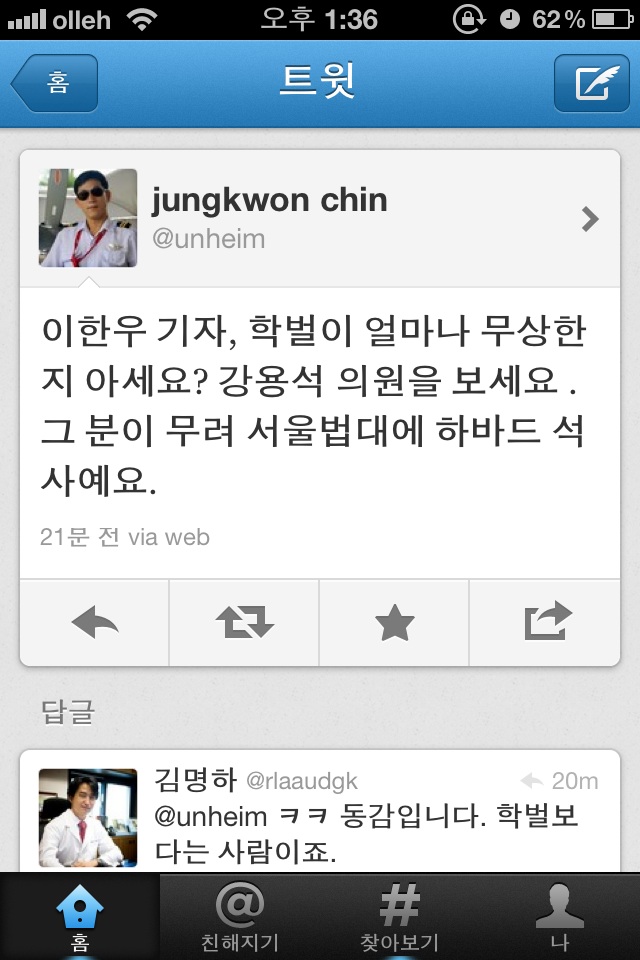 olleh 오후 1:36 62%
홈 트윗
jungkwon chin
@unheim
이한우 기자, 학벌이 얼마나 무상한
지 아세요? 강용석 의원을 보세요 .
그 분이 무려 서울법대에 하바드 석
사예요.
21문 전 via web
답글
김명하 @rlaaudgk 20m
@unheim ㅋㅋ 동감입니다. 학벌보
다는 사람이죠.
홈 친해지기 찾아보기 나